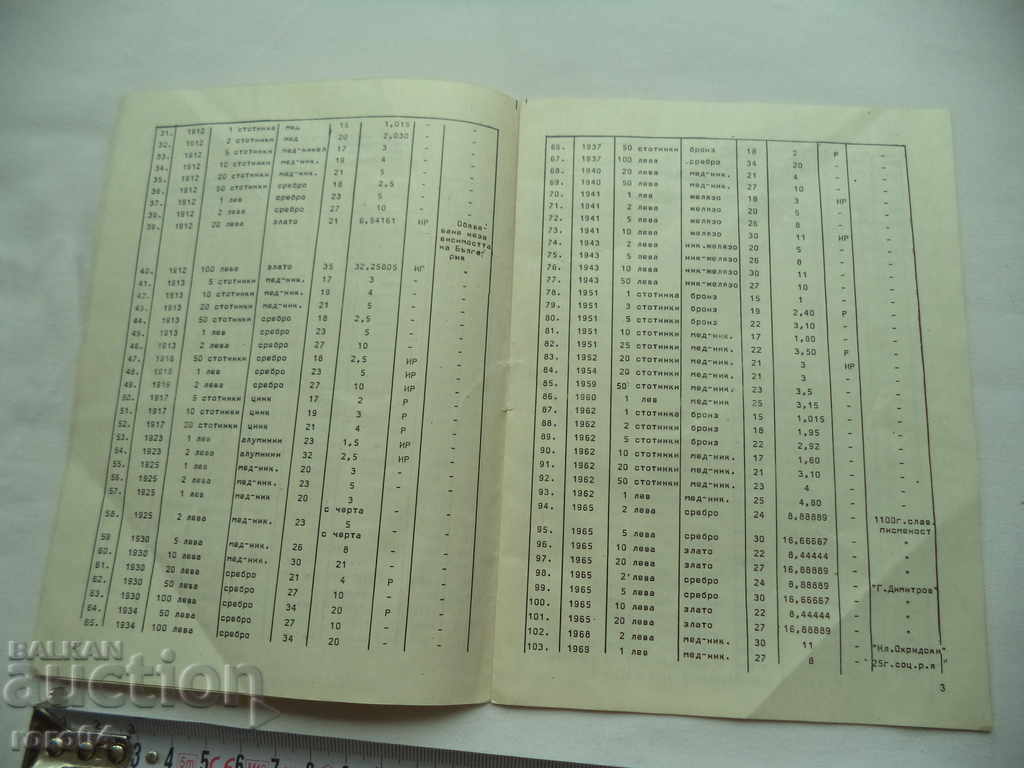 31. 1912 1 стотинка мед 16 1,015 - -
32. 1912 2 стотинки мед 20 2,030 - -
33. 1912 5 стотинки мед-никел 17 3 - -
34. 1912 10 стотинки мед-ник. 19 4 - -
35. 1912 20 стотинки мед-ник. 21 5 - -
36. 1912 50 стотинки сребро 18 2,5 - -
37. 1912 1 лев сребро 23 5 - -
38. 1912 2 лева сребро 27 10 - -
39. 1912 20 лева злато 21 6,54161 НР
40. 1912 100 лева злато 35 32,25805
41. 1913 5 стотинки мед-ник. 17 3 - -
42. 1913 10 стотинки мед-ник. 19 4 - -
43. 1913 20 стотинки мед-ник. 21 5 - -
44. 1913 50 стотинки сребро 18 2,5 - -
45. 1913 1 лев сребро 23 5 - -
46. 1913 2 лева сребро 27 10 - -
47. 1916 50 стотинки сребро 18 2,5 НР -
48. 1916 1 лев сребро 21 5 НР -
49. 1916 2 лева сребро 27 10 НР -
50. 1917 5 стотинки цинк 17 2 Р -
51. 1917 10 стотинки цинк 19 3 Р -
52. 1917 20 стотинки цинк 21 4 Р -
53. 1923 1 лев алуминий 23 1,5 НР -
54. 1923 2 лева алуминий 32 2,5 НР -
55. 1925 1 лев мед-ник. 20 3 - -
56. 1925 2 лева мед-ник. 23 5 - -
57. 1925 1 лев мед-ник 20 3 - -
с черта
58. 1925 2 лева мед-ник. 23 5 - -
с черта
59 1930 5 лева мед-ник. 26 8 - -
60. 1930 10 лева мед-ник. 30 21 - -
1930 20 лева сребро 21 4 Р -
1930 50 лева сребро 27 10 - -
1930 100 лева сребро 34 20 Р -
64. 1934 50 лева сребро 27 10 - -
65. 1934 100 лева сребро 34 20 - -
66. 1937 50 стотинки бронз 18 2 Р -
67. 1937 100 лева сребро 34 20 - -
68. 1940 20 лева мед-ник. 21 4 - -
69. 1940 50 лева мед-ник. 27 10 - -
70. 1941 1 лев желязо 18 3 НР -
71. 1941 2 лева желязо 20 5 - -
72. 1941 5 лева желязо 26 8 - -
73. 1941 10 лева желязо 30 11 НР -
74. 1943 2 лева ник.желязо 20 5 - -
75. 1943 5 лева ник-желязо 26 8 - -
76. 1943 10 лева ник-желязо 30 11 - -
77. 1943 50 лева ник-желязо 27 10 - -
78. 1951 1 стотинка бронз 15 1 - -
79. 1951 3 стотинки бронз 19 2,40 Р -
80. 1951 5 стотинки бронз 22 3,10 - -
81. 1951 10 стотинки мед-ник. 17 1,80 - -
82. 1951 25 стотинки мед-ник. 22 3,50 Р -
83. 1952 20 стотинки мед-ник. 21 3 НР -
84. 1954 20 стотинки мед-ник. 21 3 - -
85. 1959 50 стотинки мед-ник. 23 3,5 - -
86. 1960 1 лев мед-ник 25 3,15 - -
87. 1962 1 стотинка бронз 15 1,015 - -
88. 1962 2 стотинки бронз 18 1,95 - -
89. 1962 5 стотинки бронз 22 2,92 - -
90. 1962 10 стотинки мед-ник. 17 1,60 - -
91. 1962 20 стотинки мед-ник. 21 3,10 - -
92. 1962 50 стотинки мед-ник. 23 4 - -
93. 1962 1 лев мед-ник. 25 4,80 - -
94. 1965 2 лева сребро 24 8,88889 - 1100г.слав. писменост
95. 1965 5 лева сребро 30 16,66667 - "
96. 1965 10 лева злато 22 8,44444 - "
97. 1965 20 лева злато 27 16,88889 - "
98. 1965 2 лева сребро 24 8,88889 - "Г.Димитров"
99. 1965 5 лева сребро 30 16,66667 - "
100. 1965 10 лева злато 22 8,44444 - "
101. 1965 20 лева злато 27 16,88889 - "
102. 1968 2 лева мед-ник. 30 11 - "Кл.Охридски"
103. 1969 1 лев мед-ник. 27 8 - "25г.соц.р.я"
3
BALKAN
auction